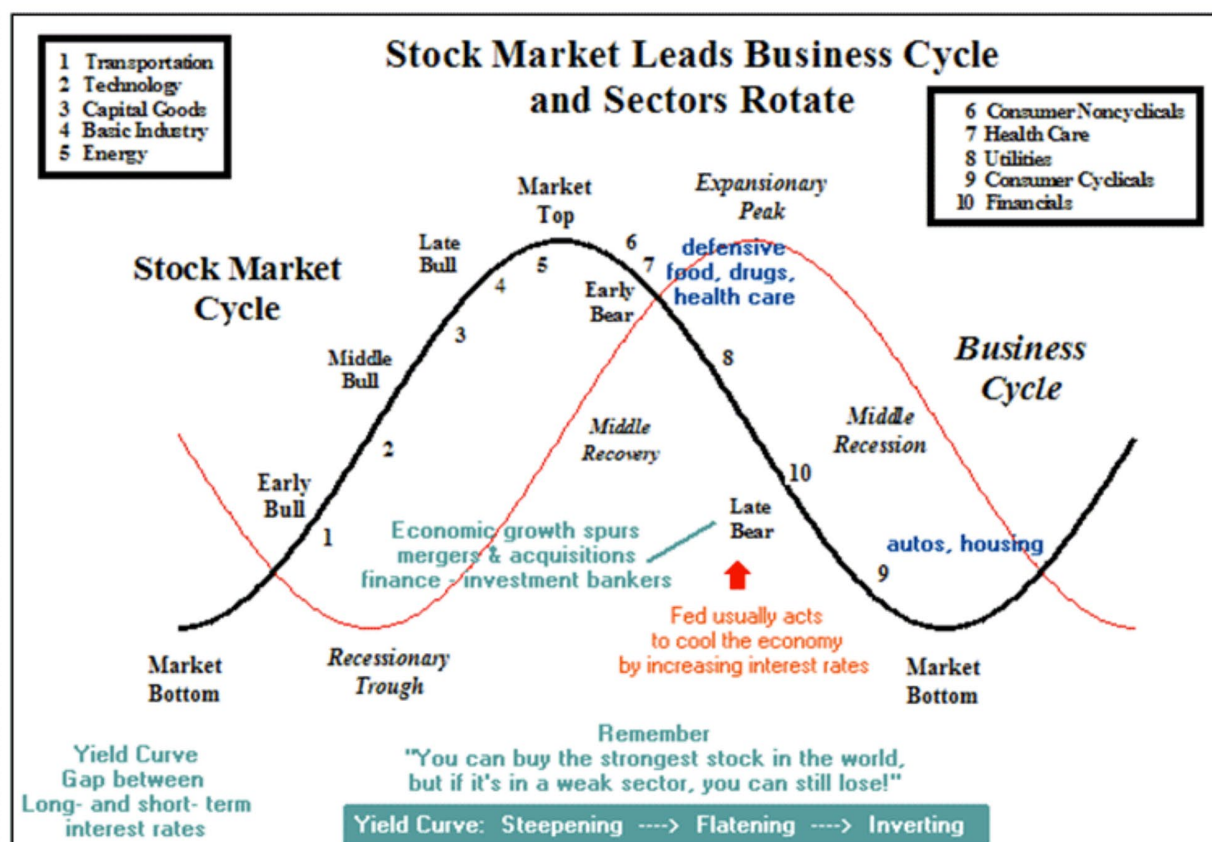 Stock Market Leads Business Cycle
and Sectors Rotate
1 Transportation
2 Technology
3 Capital Goods
4 Basic Industry
5 Energy
6 Consumer Noncyclicals
7 Health Care
8 Utilities
9 Consumer Cyclicals
10 Financials
Stock Market
Cycle
Market
Top
Expansionary
Peak
Late
Bull
6
defensive
food, drugs,
health care
5
7
4
Early
Bear
3
Middle
Bull
8
Business
Cycle
2
Middle
Recovery
Middle
Recession
Early
Bull
10
1
Late
Bear
Economic growth spurs
mergers & acquisitions
finance - investment bankers
autos, housing
9
Fed usually acts
to cool the economy
by increasing interest rates
Market
Bottom
Recessionary
Trough
Market
Bottom
Yield Curve
Gap between
Long- and short- term
interest rates
Remember
"You can buy the strongest stock in the world,
but if it's in a weak sector, you can still lose!"
Yield Curve: Steepening ----> Flatening ----> Inverting